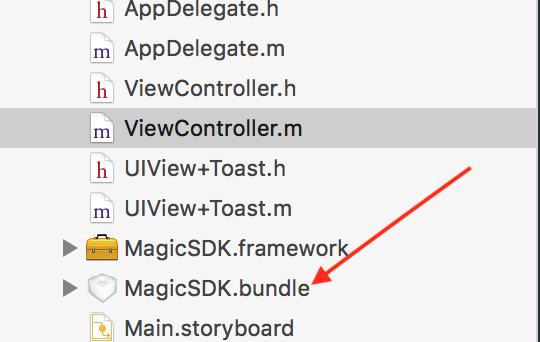 h AppDelegate.h
m AppDelegate.m
h ViewController.h
m ViewController.m
h UIView+Toast.h
m UIView+Toast.m
MagicSDK.framework
MagicSDK.bundle
Main.storyboard